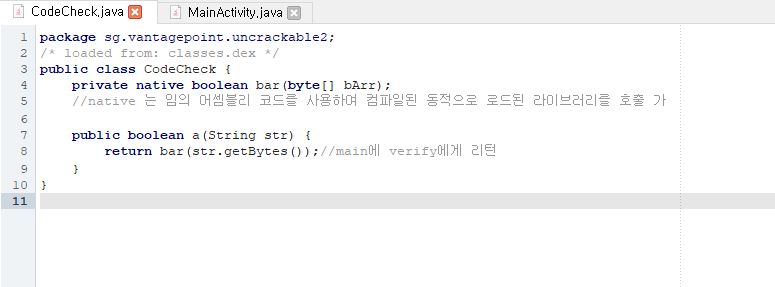 CodeCheck.java
MainActivity.java
1 package sg.vantagepoint.uncrackable2;
2 /* loaded from: classes.dex */
3 public class CodeCheck {
4 private native boolean bar(byte[] bArr);
5 //native 는 임의 어셈블리 코드를 사용하여 컴파일된 동적으로 로드된 라이브러리를 호출 가
6
7 public boolean a(String str) {
8 return bar(str.getBytes());//main에 verify에게 리턴
9 }
10 }
11